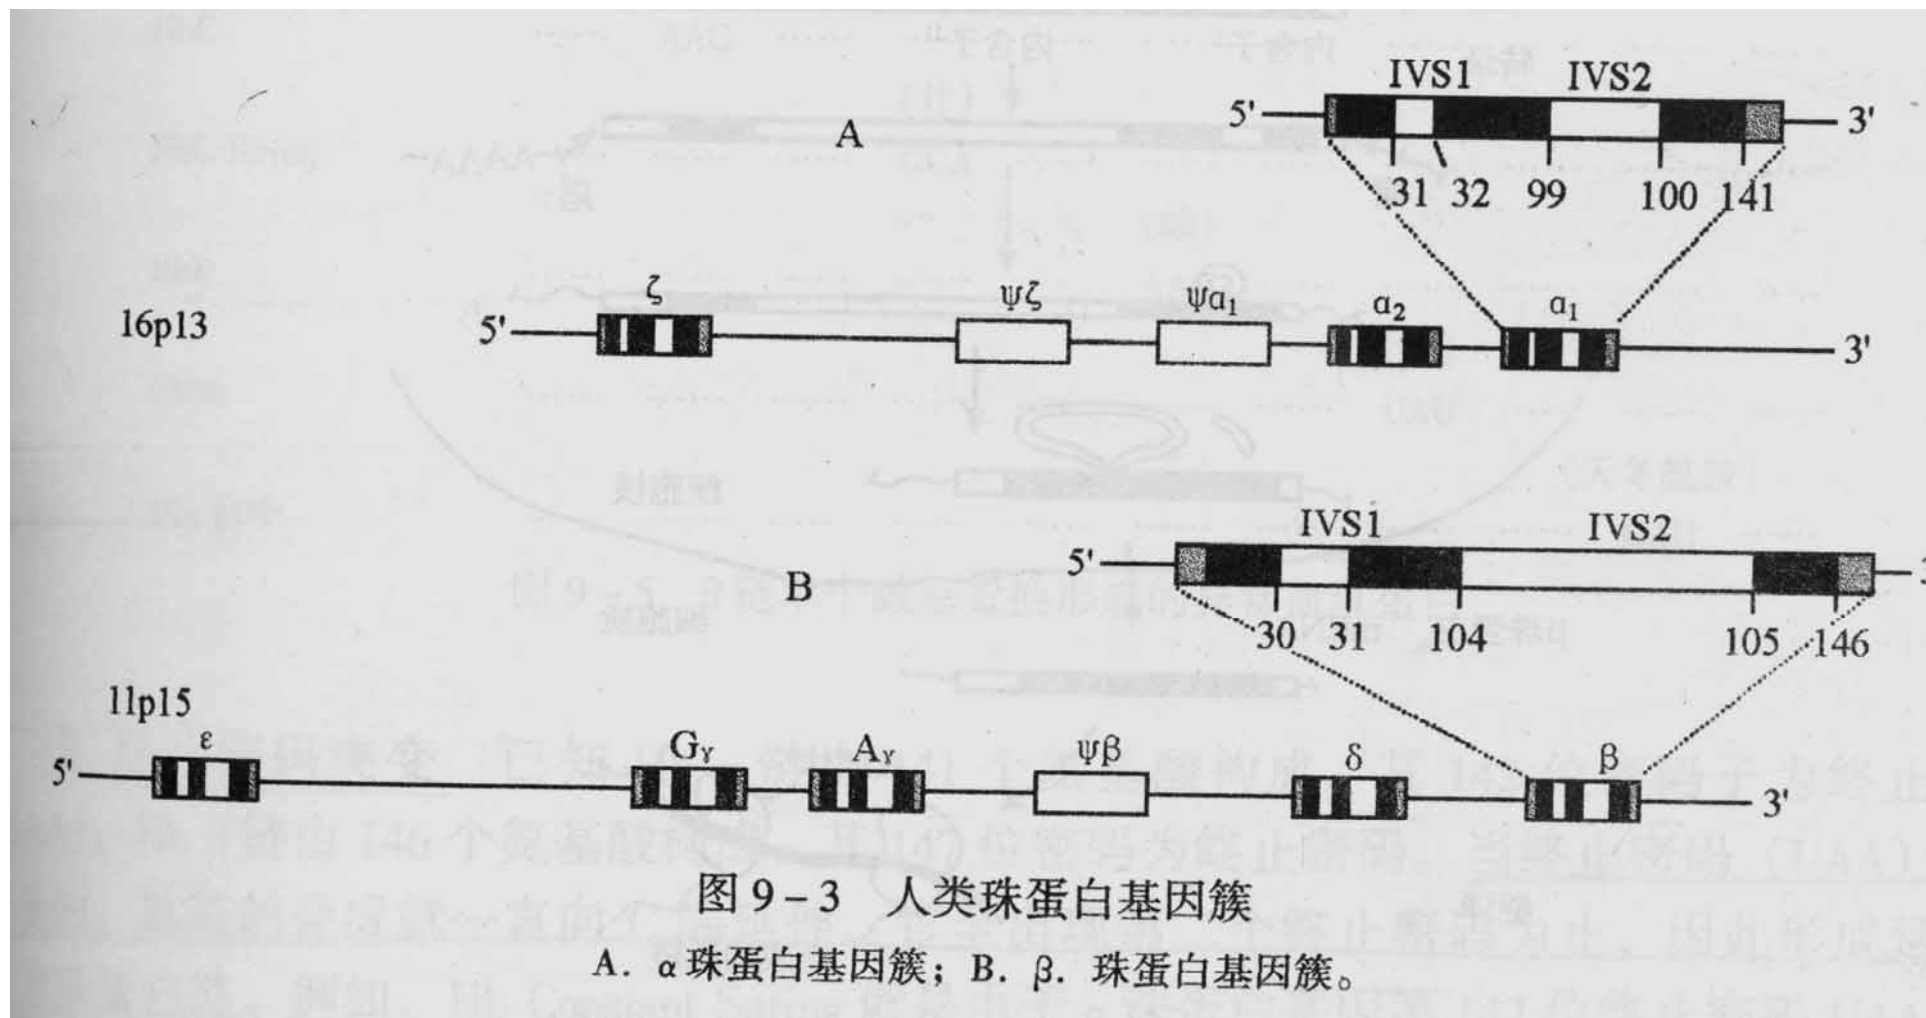 IVS1 IVS2
5' 3'
A
31 32 99 100 141
ζ ψζ ψα₁ α₂ α₁
16p13 5' 3'
IVS1 IVS2
5'
B
30 31 104 105 146
11p15
ε Gγ Aγ ψβ δ β
5' 3'
图9-3 人类珠蛋白基因簇
A. α珠蛋白基因簇；B. β. 珠蛋白基因簇。